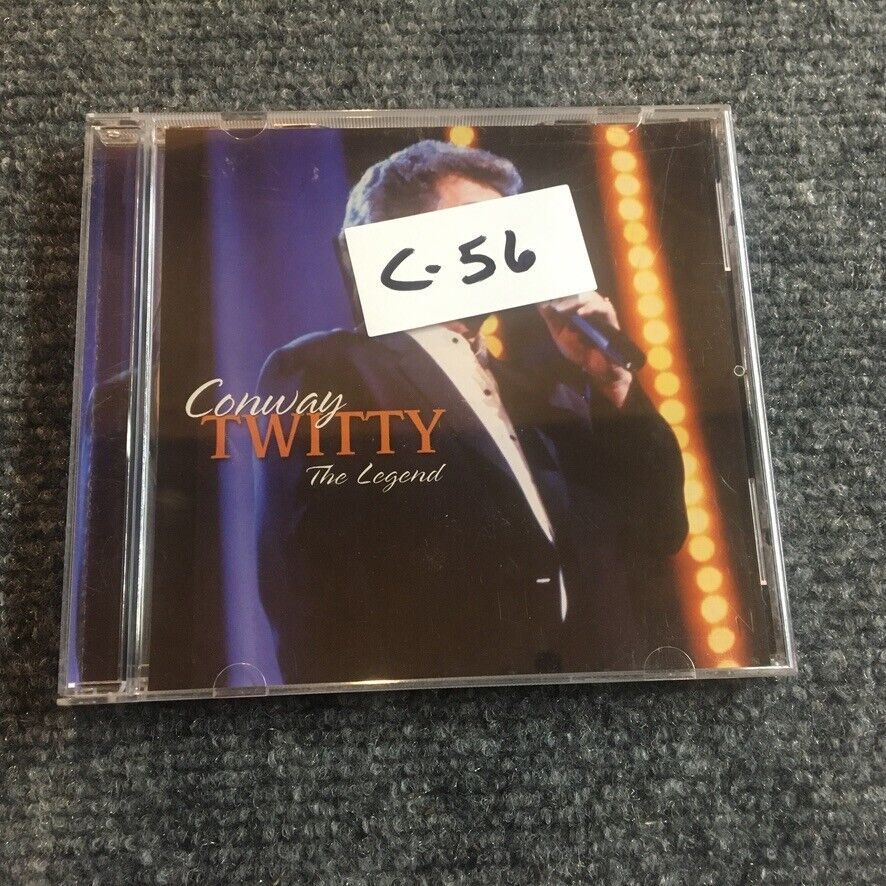 C-56
Conway
TWITTY
The Legend